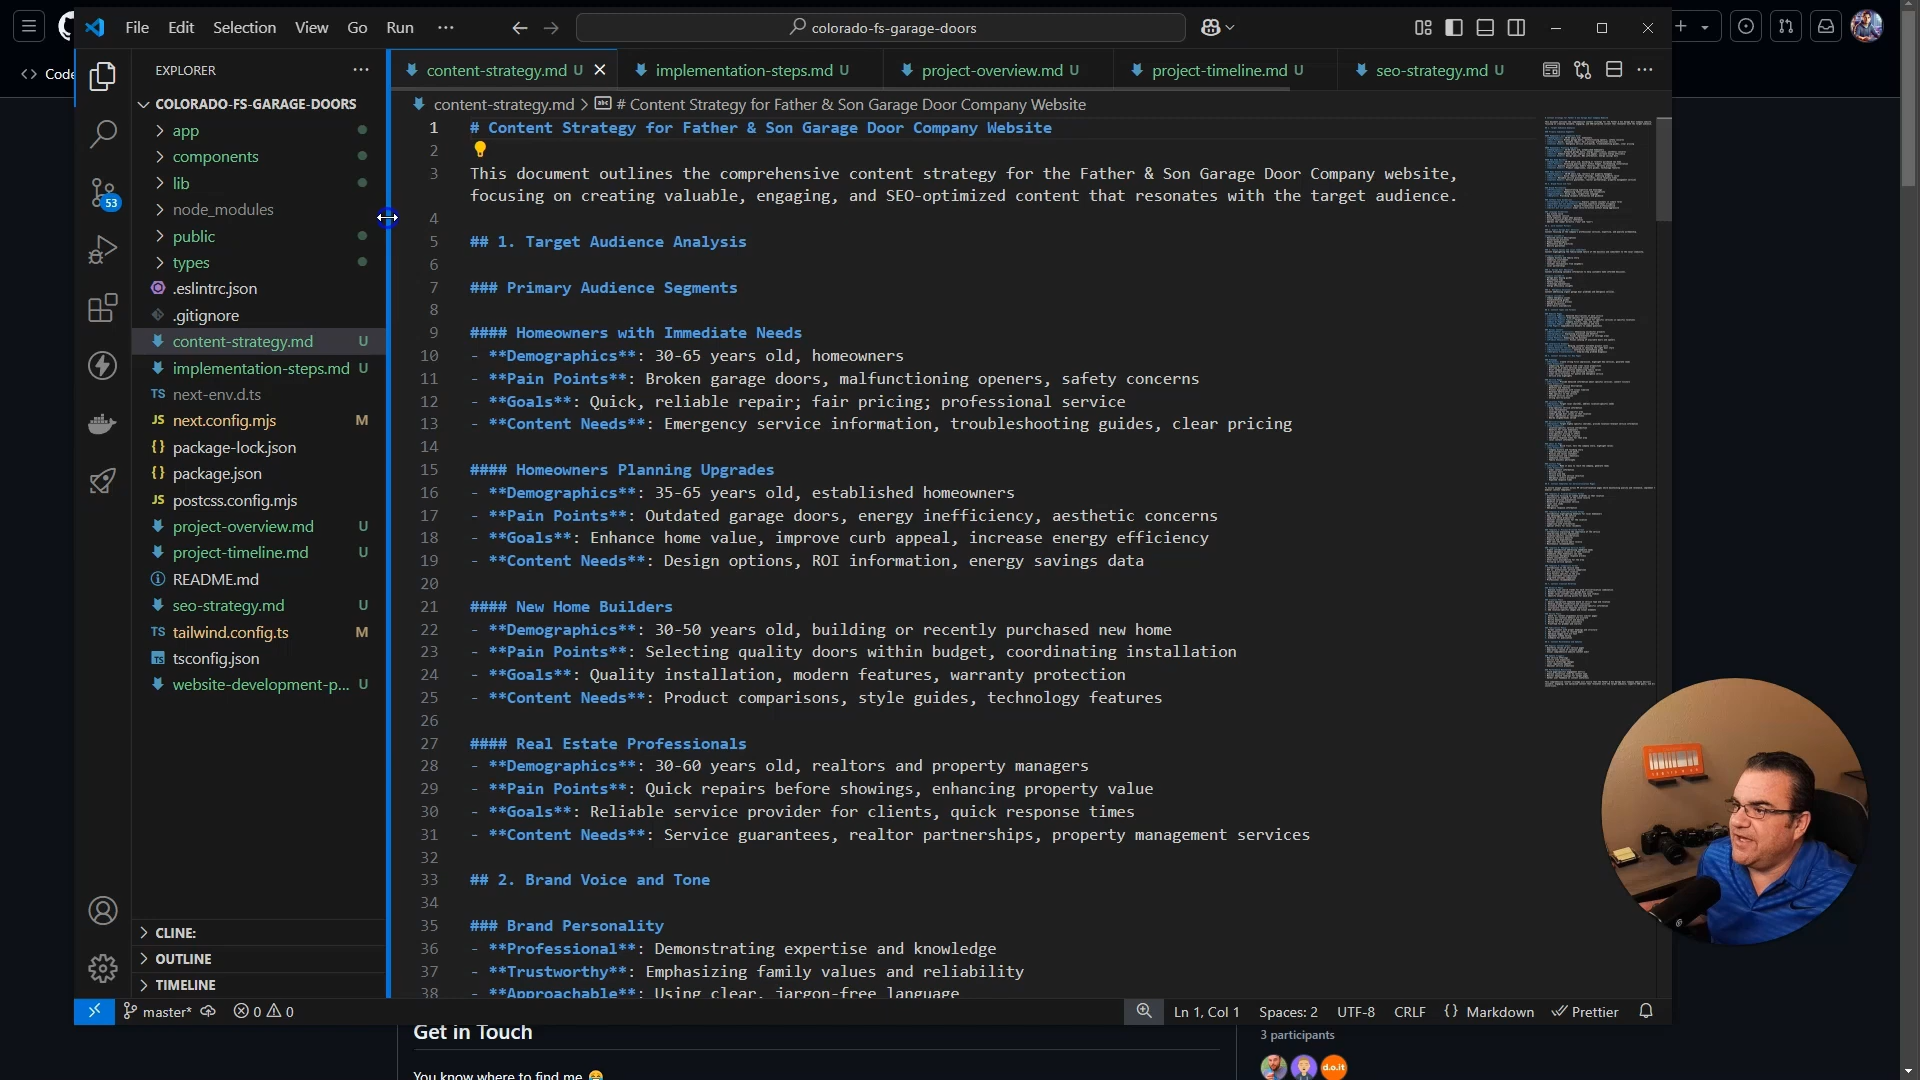 File Edit Selection View Go Run ···
colorado-fs-garage-doors
Code
EXPLORER
content-strategy.md U
implementation-steps.md U
project-overview.md U
project-timeline.md U
seo-strategy.md U
COLORADO-FS-GARAGE-DOORS
content-strategy.md > # Content Strategy for Father & Son Garage Door Company Website
app
components
lib
node_modules
public
types
.eslintrc.json
.gitignore
content-strategy.md U
implementation-steps.md U
TS next-env.d.ts
JS next.config.mjs M
{} package-lock.json
{} package.json
JS postcss.config.mjs
project-overview.md U
project-timeline.md U
README.md
seo-strategy.md U
TS tailwind.config.ts M
tsconfig.json
website-development-p... U
53
CLINE:
OUTLINE
TIMELINE
1 # Content Strategy for Father & Son Garage Door Company Website
2
3 This document outlines the comprehensive content strategy for the Father & Son Garage Door Company website,
focusing on creating valuable, engaging, and SEO-optimized content that resonates with the target audience.
4
5 ## 1. Target Audience Analysis
6
7 ### Primary Audience Segments
8
9 #### Homeowners with Immediate Needs
10 - **Demographics**: 30-65 years old, homeowners
11 - **Pain Points**: Broken garage doors, malfunctioning openers, safety concerns
12 - **Goals**: Quick, reliable repair; fair pricing; professional service
13 - **Content Needs**: Emergency service information, troubleshooting guides, clear pricing
14
15 #### Homeowners Planning Upgrades
16 - **Demographics**: 35-65 years old, established homeowners
17 - **Pain Points**: Outdated garage doors, energy inefficiency, aesthetic concerns
18 - **Goals**: Enhance home value, improve curb appeal, increase energy efficiency
19 - **Content Needs**: Design options, ROI information, energy savings data
20
21 #### New Home Builders
22 - **Demographics**: 30-50 years old, building or recently purchased new home
23 - **Pain Points**: Selecting quality doors within budget, coordinating installation
24 - **Goals**: Quality installation, modern features, warranty protection
25 - **Content Needs**: Product comparisons, style guides, technology features
26
27 #### Real Estate Professionals
28 - **Demographics**: 30-60 years old, realtors and property managers
29 - **Pain Points**: Quick repairs before showings, enhancing property value
30 - **Goals**: Reliable service provider for clients, quick response times
31 - **Content Needs**: Service guarantees, realtor partnerships, property management services
32
33 ## 2. Brand Voice and Tone
34
35 ### Brand Personality
36 - **Professional**: Demonstrating expertise and knowledge
37 - **Trustworthy**: Emphasizing family values and reliability
38 - **Approachable**: Using clear, jargon-free language
master* 0 0 Ln 1, Col 1 Spaces: 2 UTF-8 CRLF {} Markdown Prettier
Get in Touch
3 participants
You know where to find me
d.o.it